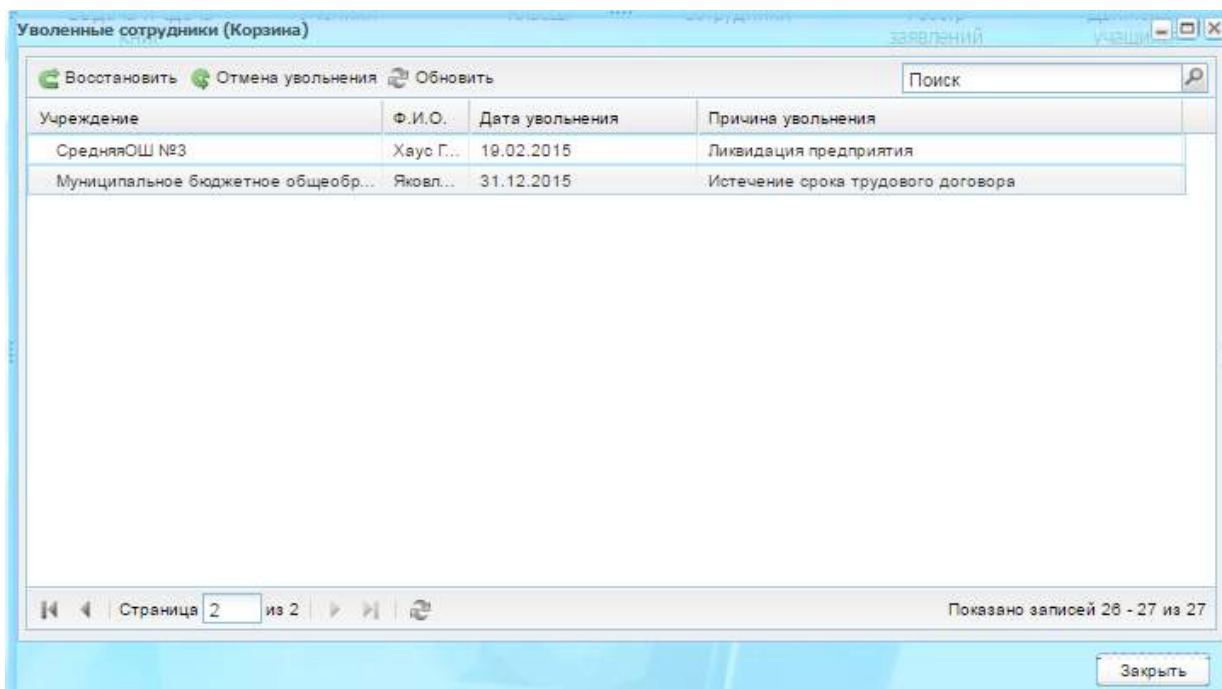 Уволенные сотрудники (Корзина)
заявлений
Восстановить Отмена увольнения Обновить Поиск
Учреждение Ф.И.О. Дата увольнения Причина увольнения
СредняяОШ №3 Хаус Г... 19.02.2015 Ликвидация предприятия
Муниципальное бюджетное общеобр... Яковл... 31.12.2015 Истечение срока трудового договора
Страница 2 из 2 Показано записей 26 - 27 из 27
Закрыть